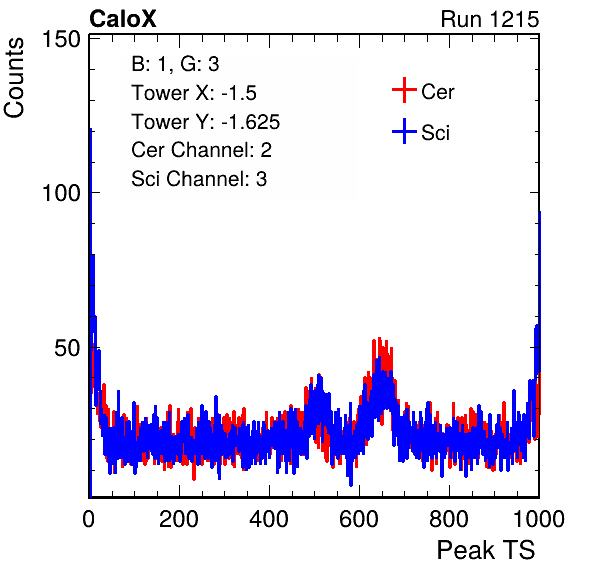 CaloX Run 1215
Counts
150
B: 1, G: 3
Tower X: -1.5
Tower Y: -1.625
Cer Channel: 2
Sci Channel: 3
Cer
Sci
100
50
0 200 400 600 800 1000
Peak TS